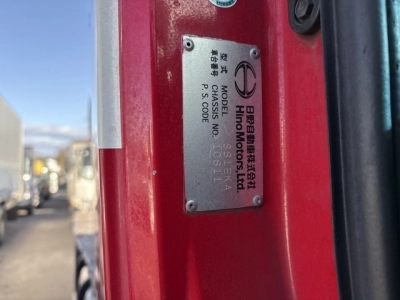 型式 MODEL
車台番号 CHASSIS NO. 10811
P. S. CODE
日野自動車株式会社
Hino Motors, Ltd.